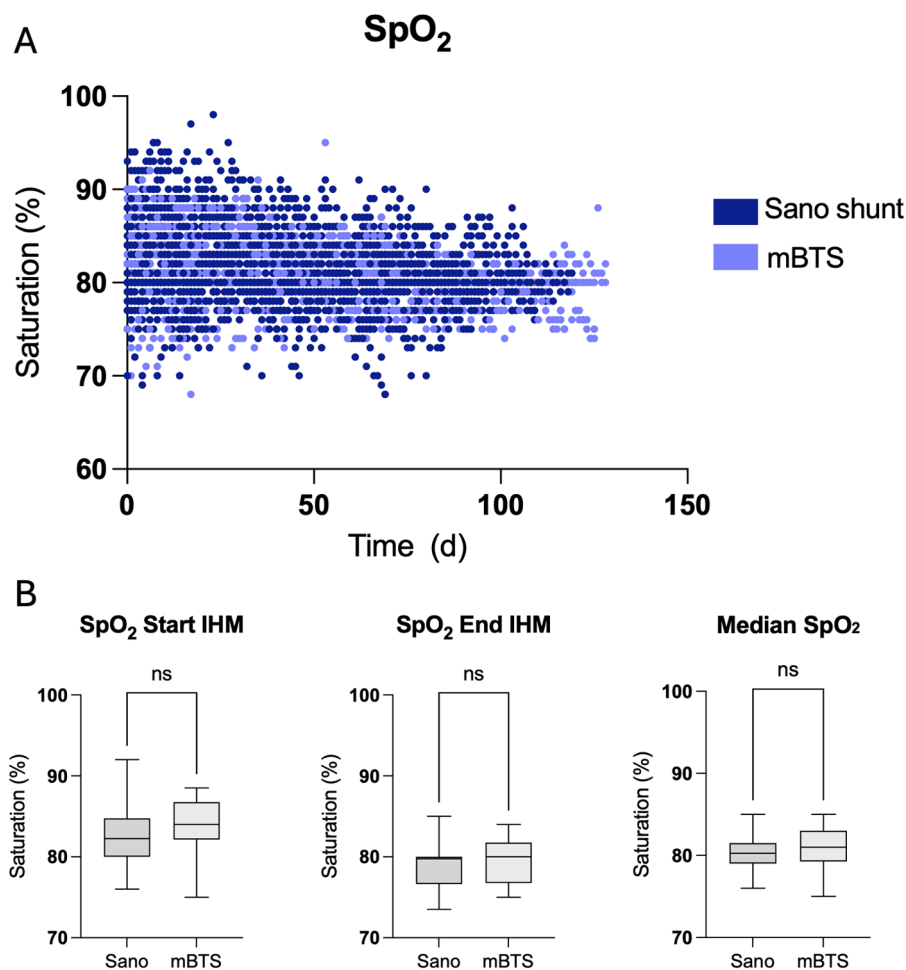 A
SpO₂
100
90
80
70
60
Saturation (%)
0 50 100 150
Time (d)
Sano shunt
mBTS
B
SpO₂ Start IHM
ns
100
90
80
70
Saturation (%)
Sano mBTS
SpO₂ End IHM
ns
100
90
80
70
Saturation (%)
Sano mBTS
Median SpO₂
ns
100
90
80
70
Saturation (%)
Sano mBTS